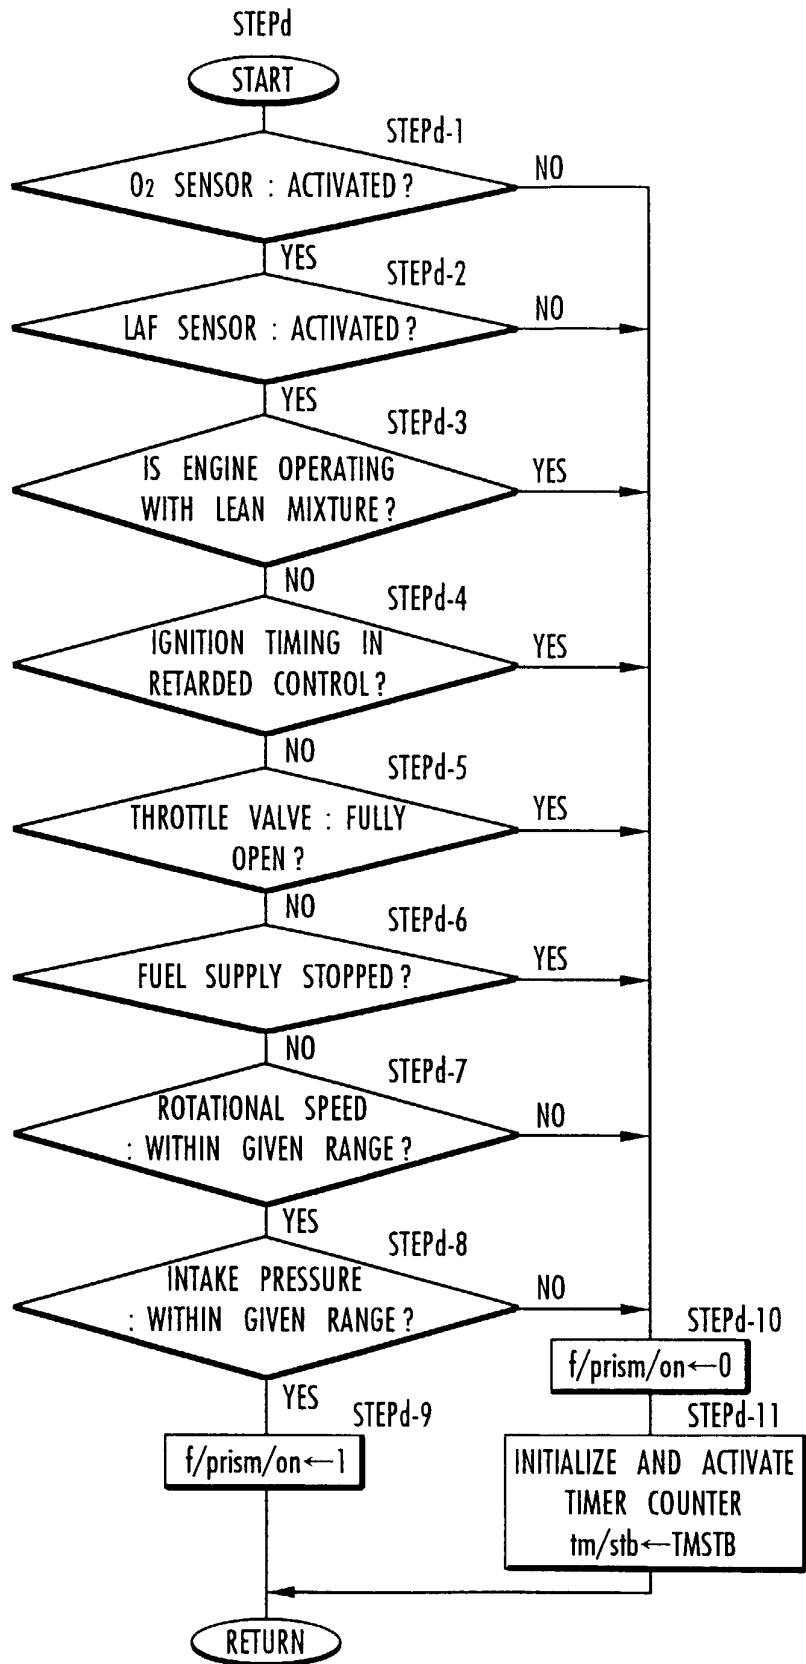 STEPd
START
STEPd-1
O2 SENSOR : ACTIVATED?
NO
YES
STEPd-2
LAF SENSOR : ACTIVATED?
NO
YES
STEPd-3
IS ENGINE OPERATING
WITH LEAN MIXTURE?
YES
NO
STEPd-4
IGNITION TIMING IN
RETARDED CONTROL?
YES
NO
STEPd-5
THROTTLE VALVE : FULLY
OPEN?
YES
NO
STEPd-6
FUEL SUPPLY STOPPED?
YES
NO
STEPd-7
ROTATIONAL SPEED
: WITHIN GIVEN RANGE?
NO
YES
STEPd-8
INTAKE PRESSURE
: WITHIN GIVEN RANGE?
NO
YES
STEPd-9
f/prism/on←1
STEPd-10
f/prism/on←0
STEPd-11
INITIALIZE AND ACTIVATE
TIMER COUNTER
tm/stb←TMSTB
RETURN